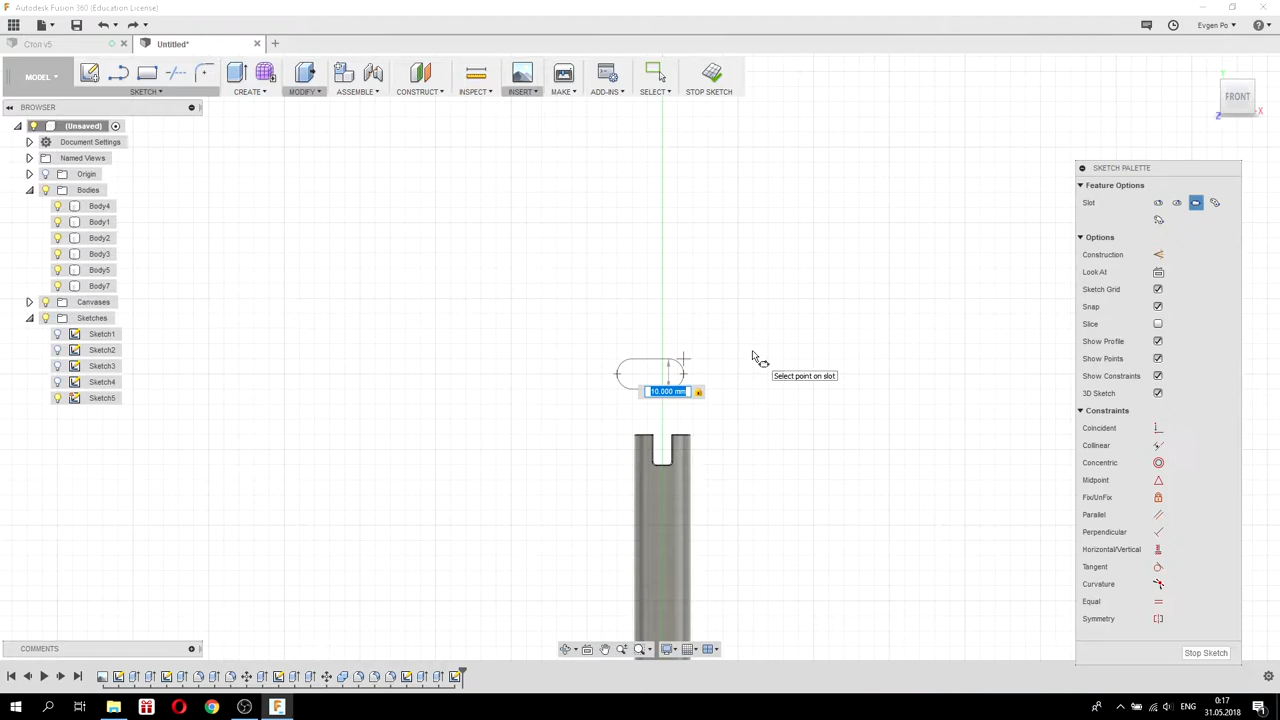 Autodesk Fusion 360 (Education License)
Evgen Po
Стол v5
Untitled*
MODEL
SKETCH
CREATE
MODIFY
ASSEMBLE
CONSTRUCT
INSPECT
INSERT
MAKE
ADD-INS
SELECT
STOP SKETCH
BROWSER
(Unsaved)
Document Settings
Named Views
Origin
Bodies
Body4
Body1
Body2
Body3
Body5
Body7
Canvases
Sketches
Sketch1
Sketch2
Sketch3
Sketch4
Sketch5
Y
FRONT
X
Z
10.000 mm
Select point on slot
SKETCH PALETTE
Feature Options
Slot
Options
Construction
Look At
Sketch Grid
Snap
Slice
Show Profile
Show Points
Show Constraints
3D Sketch
Constraints
Coincident
Collinear
Concentric
Midpoint
Fix/UnFix
Parallel
Perpendicular
Horizontal/Vertical
Tangent
Curvature
Equal
Symmetry
Stop Sketch
COMMENTS
0:17
31.05.2018